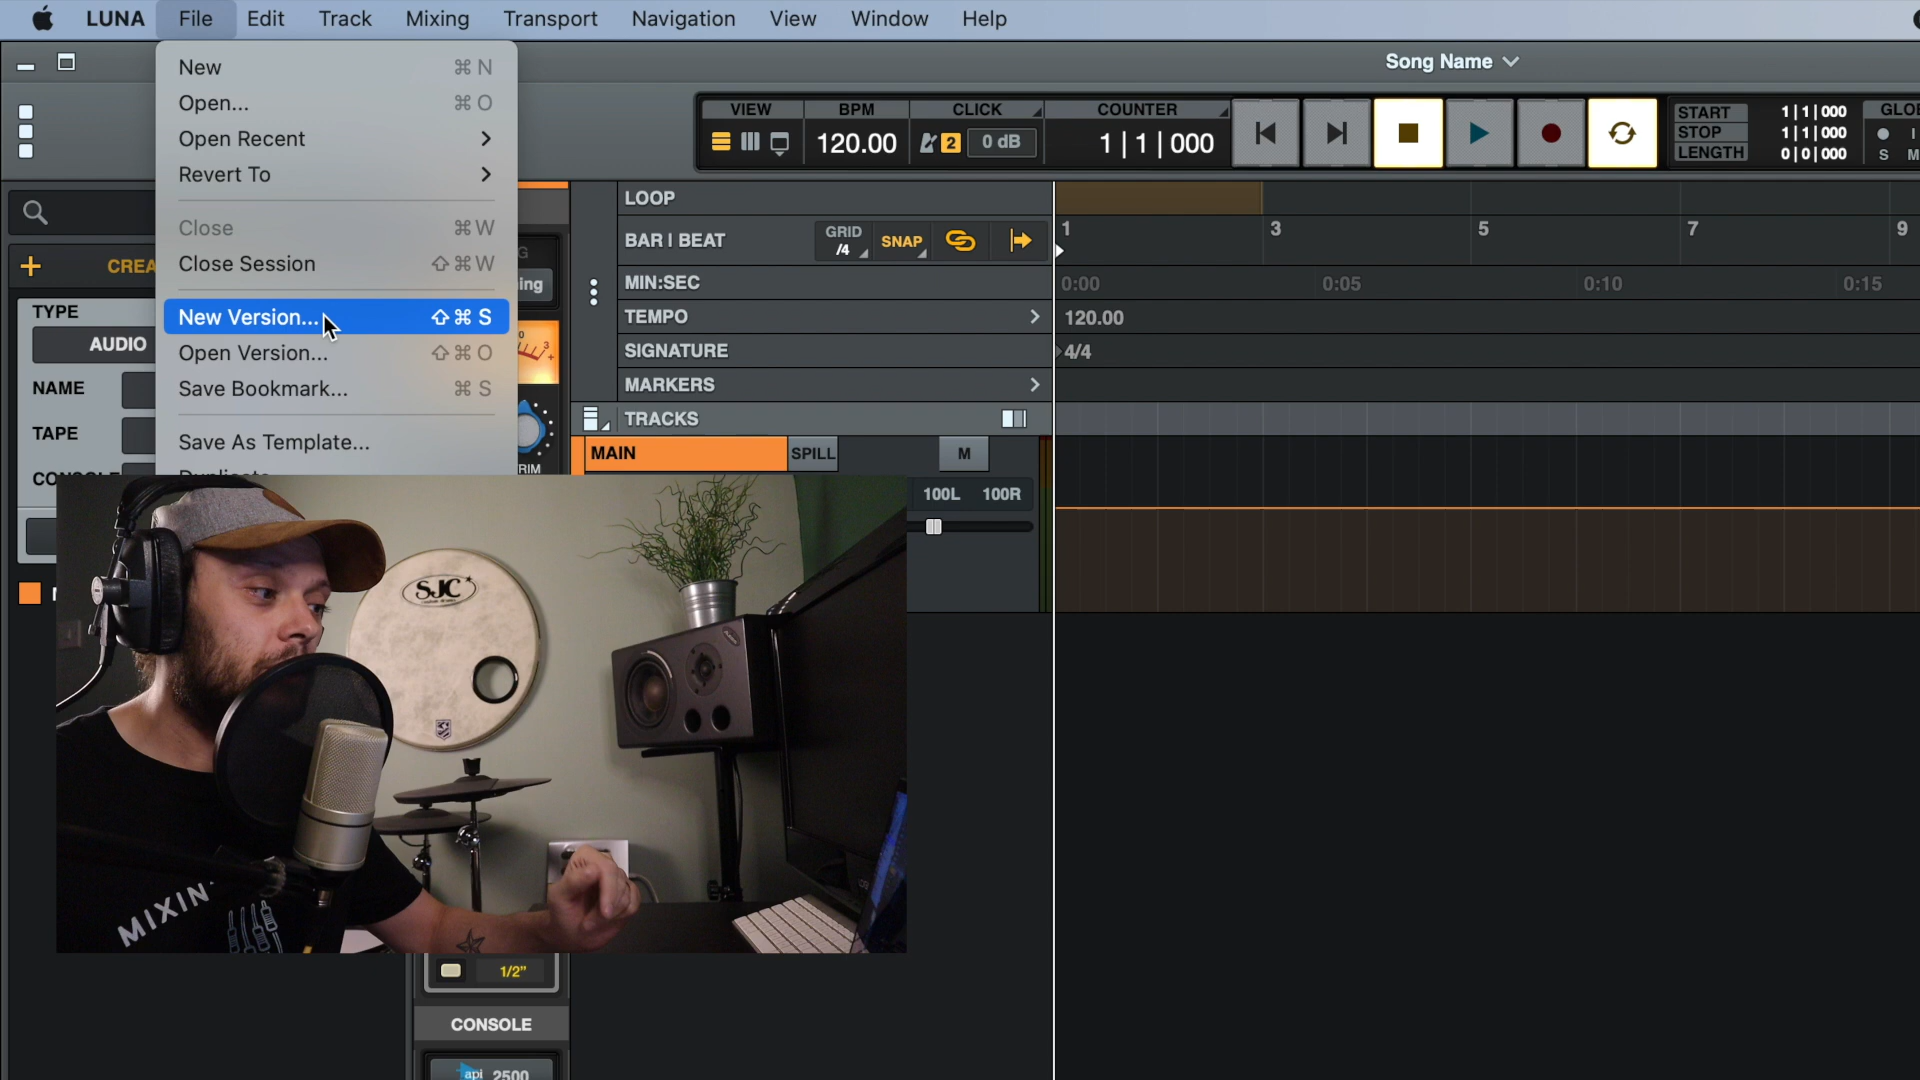 LUNA File Edit Track Mixing Transport Navigation View Window Help
Song Name
New ⌘ N
Open... ⌘ O
Open Recent
Revert To
Close ⌘ W
Close Session ⇧ ⌘ W
New Version... ⇧ ⌘ S
Open Version... ⇧ ⌘ O
Save Bookmark... ⌘ S
Save As Template...
Duplicate
VIEW BPM CLICK COUNTER
120.00 2 0 dB 1|1|000
START 1|1|000
STOP 1|1|000
LENGTH 0|0|000
S M
TYPE
AUDIO
NAME
TAPE
LOOP
BAR | BEAT GRID /4 SNAP 1 3 5 7 9
MIN:SEC 0:00 0:05 0:10 0:15
TEMPO 120.00
SIGNATURE 4/4
MARKERS
TRACKS
MAIN SPILL M
100L 100R
SJC
MIXIN'
1/2"
CONSOLE
api 2500